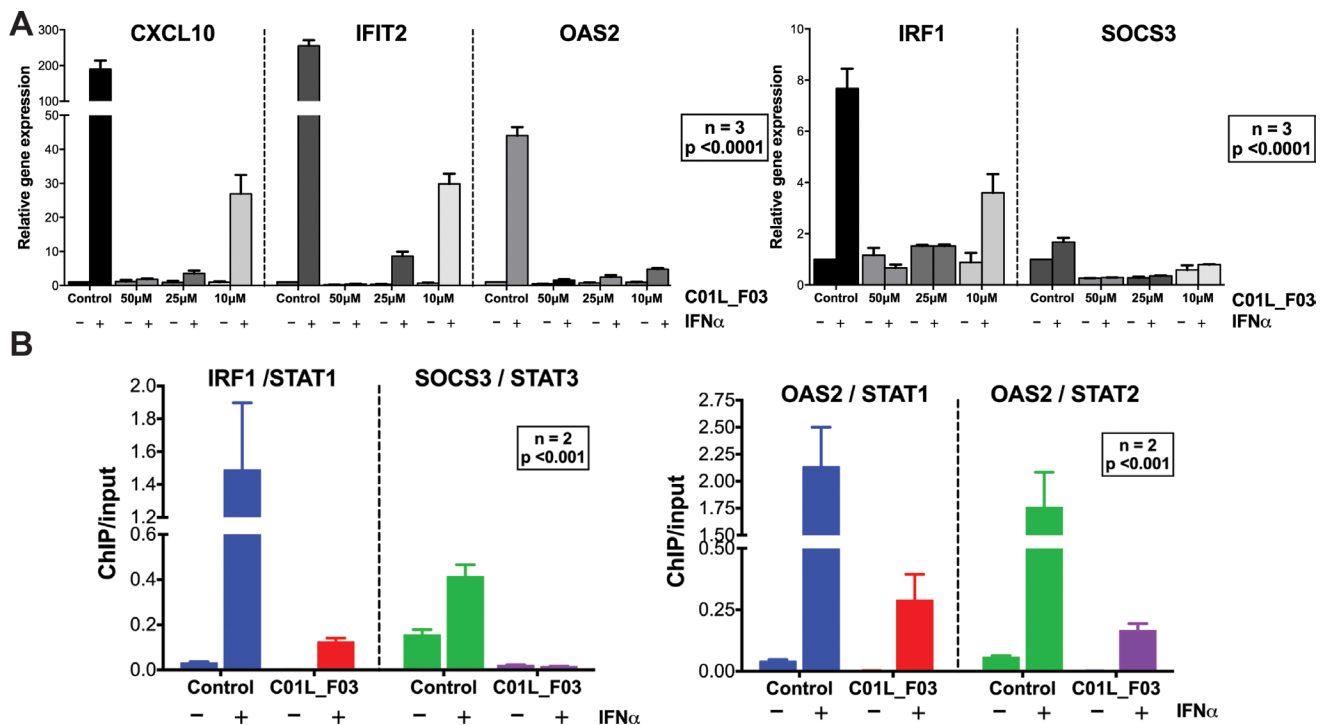 A
CXCL10 IFIT2 OAS2
Relative gene expression
300
200
100
50
40
30
20
10
0
n = 3
p <0.0001
Control 50µM 25µM 10µM Control 50µM 25µM 10µM Control 50µM 25µM 10µM C01L_F03
− + − + − + − + − + − + − + − + − + − + − + − + IFNα
IRF1 SOCS3
Relative gene expression
10
8
6
4
2
0
n = 3
p <0.0001
Control 50µM 25µM 10µM Control 50µM 25µM 10µM C01L_F03
− + − + − + − + − + − + − + − + IFNα
B
IRF1 /STAT1 SOCS3 / STAT3
ChIP/input
2.0
1.8
1.6
1.4
1.2
0.6
0.4
0.2
0.0
n = 2
p <0.001
Control C01L_F03 Control C01L_F03
− + − + − + − + IFNα
OAS2 / STAT1 OAS2 / STAT2
ChIP/input
2.75
2.50
2.25
2.00
1.75
1.50
0.50
0.25
0.00
n = 2
p <0.001
Control C01L_F03 Control C01L_F03
− + − + − + − + IFNα